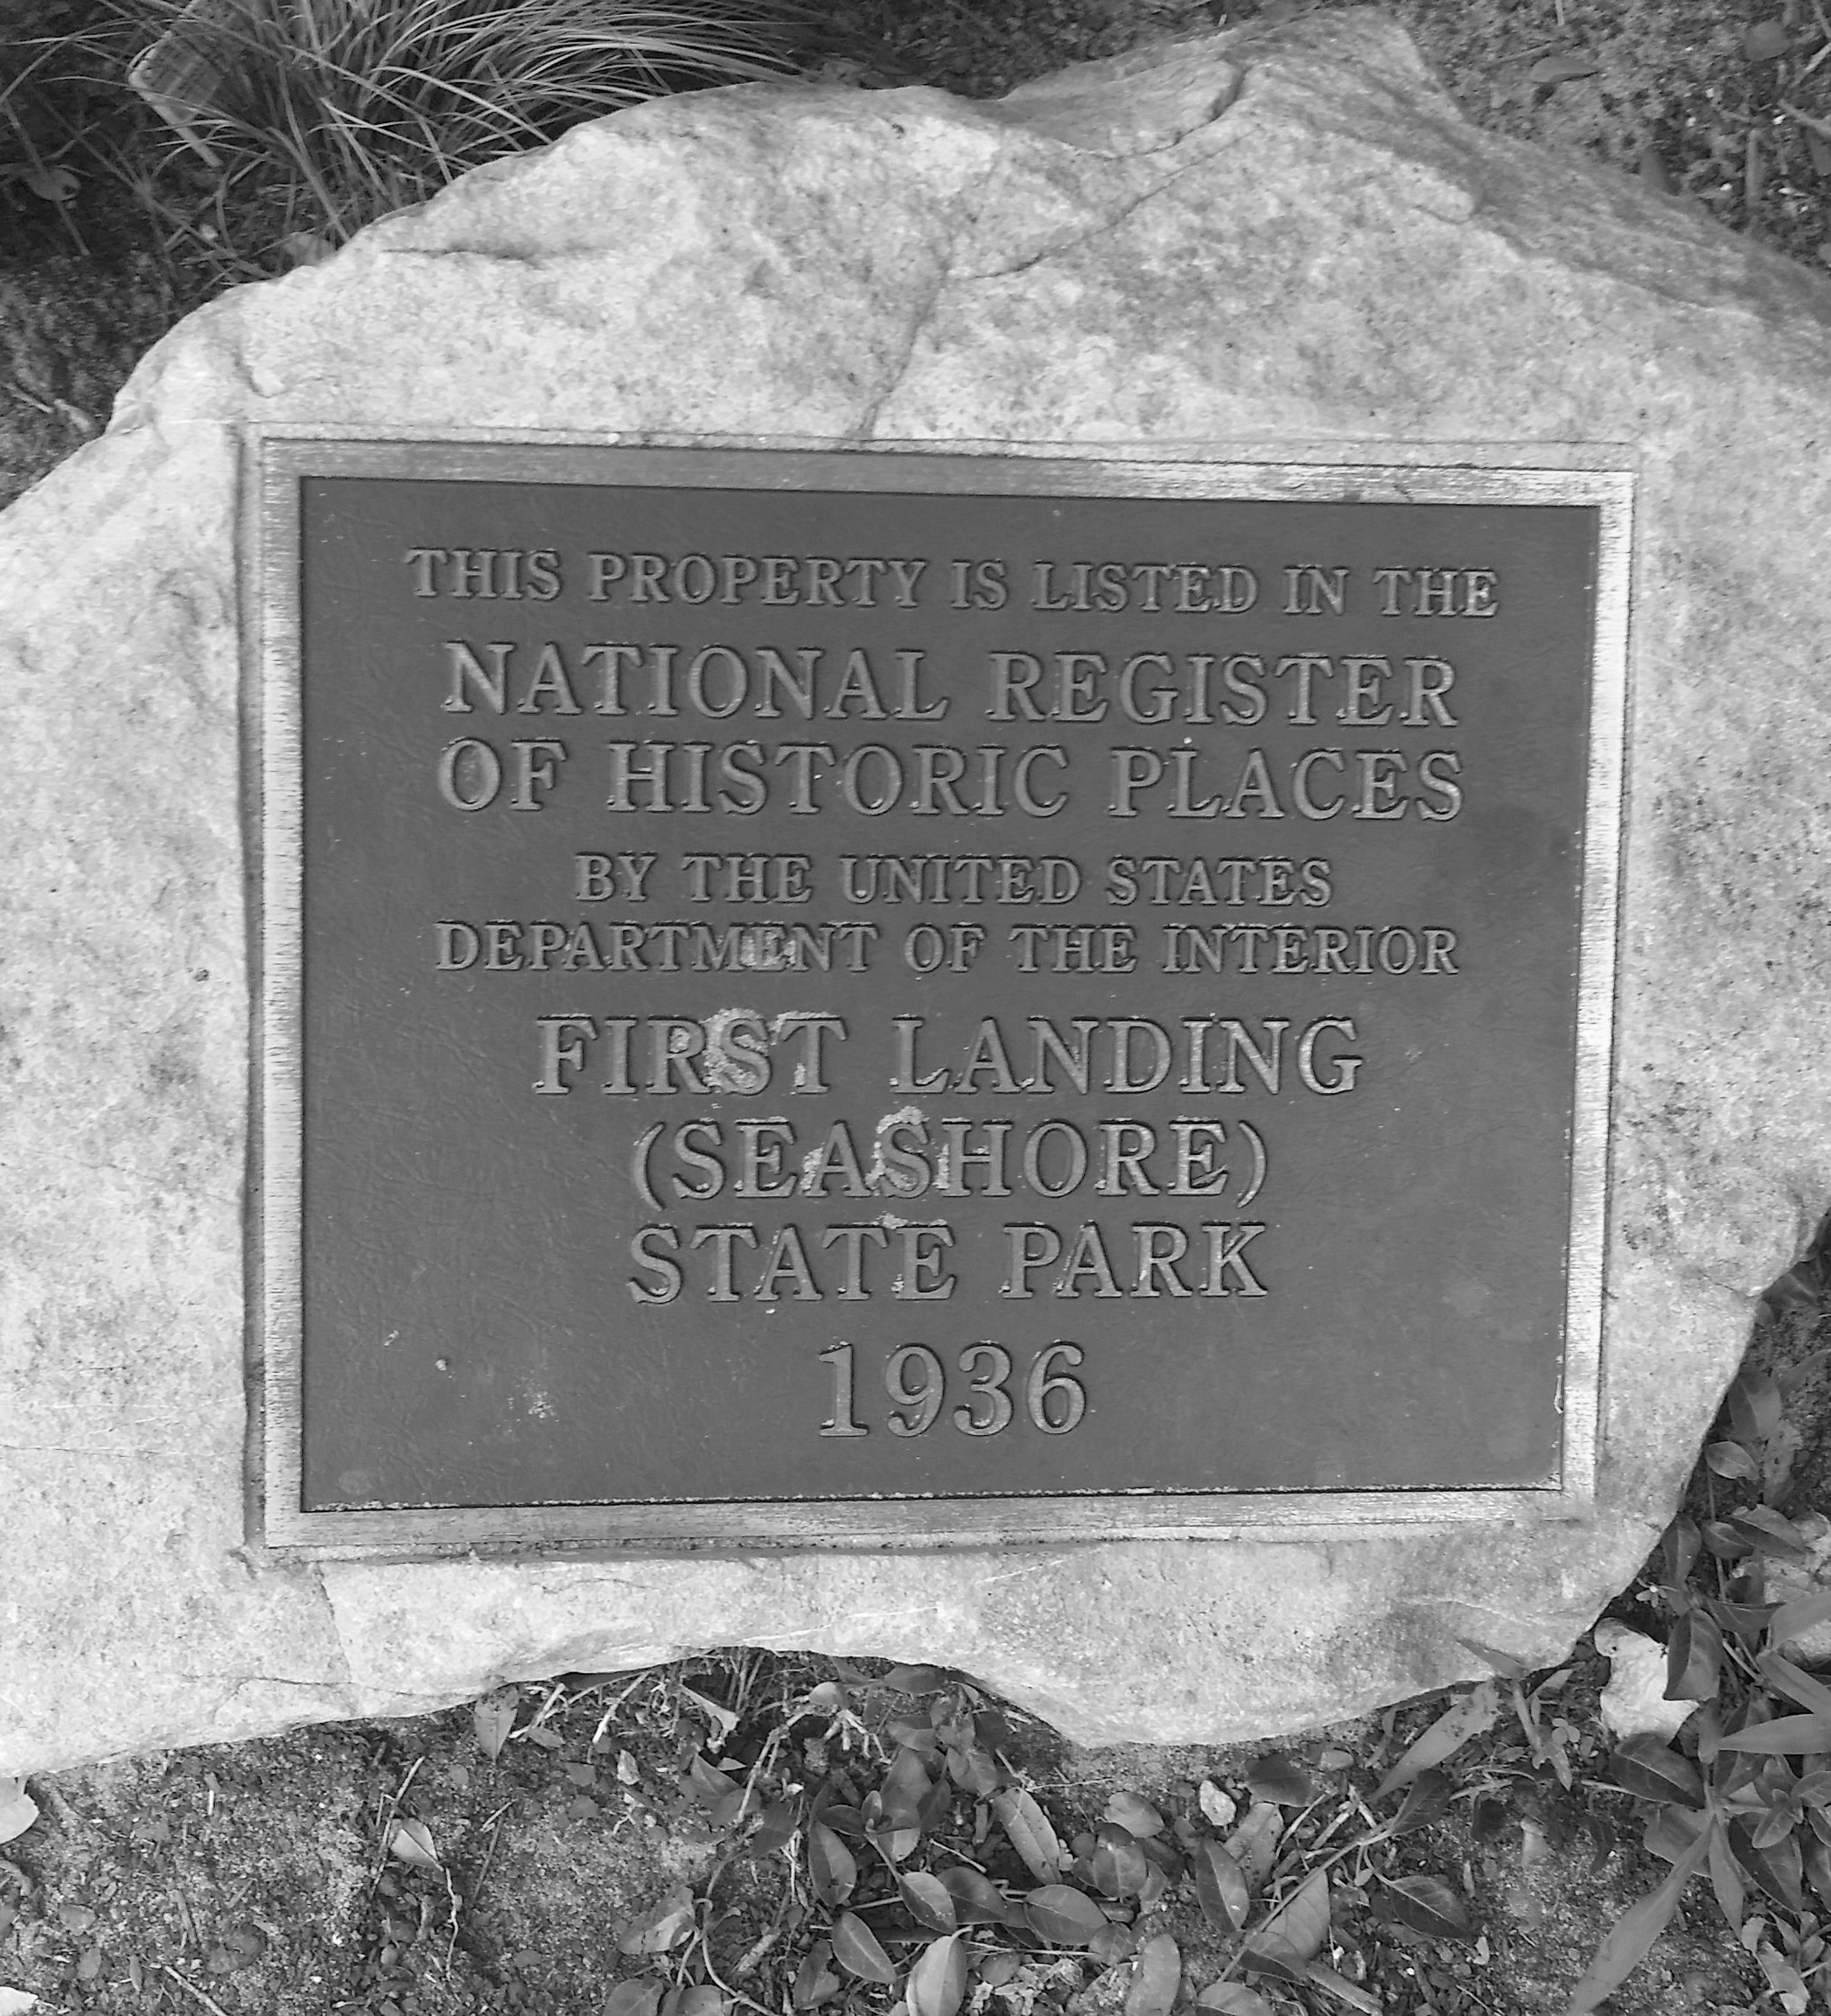 THIS PROPERTY IS LISTED IN THE
NATIONAL REGISTER
OF HISTORIC PLACES
BY THE UNITED STATES
DEPARTMENT OF THE INTERIOR
FIRST LANDING
(SEASHORE)
STATE PARK
1936